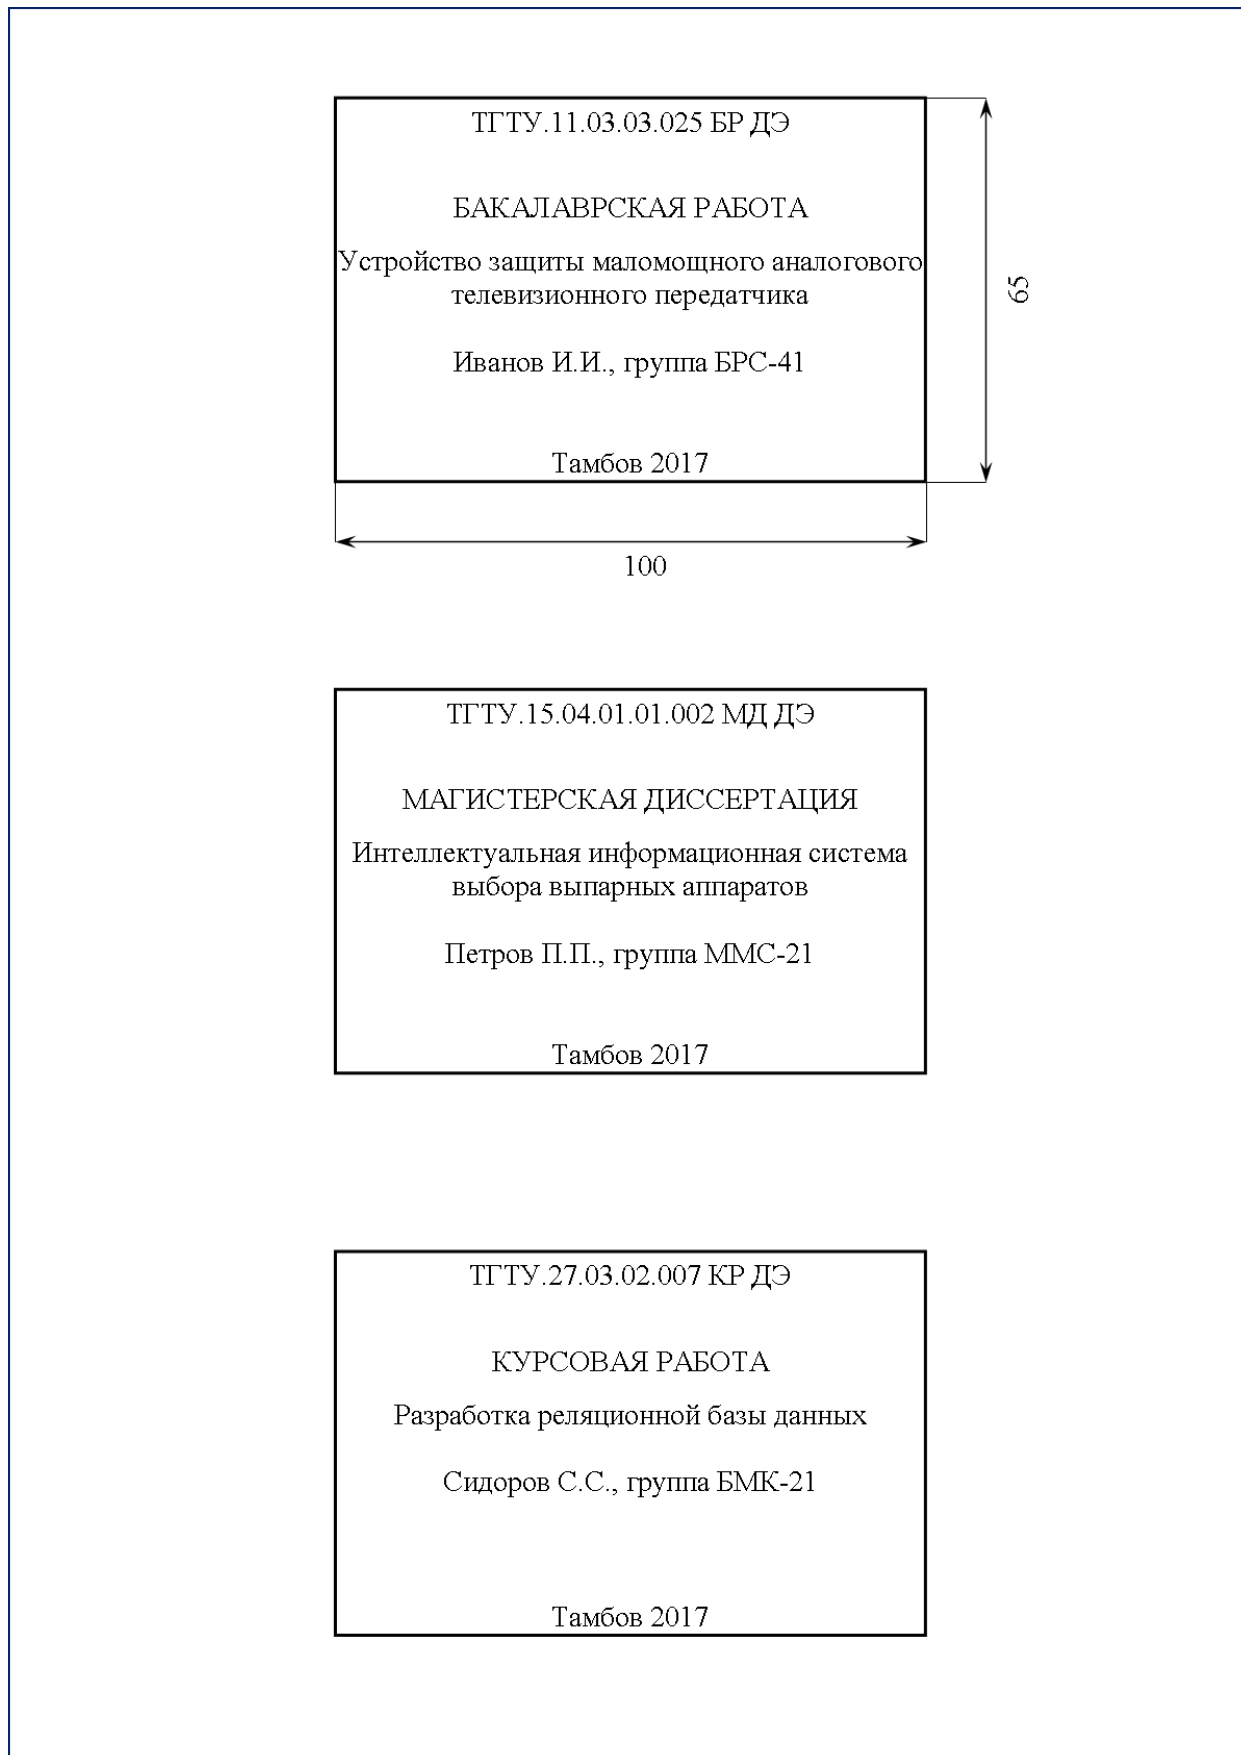 ТГТУ.11.03.03.025 БР ДЭ
БАКАЛАВРСКАЯ РАБОТА
Устройство защиты маломощного аналогового
телевизионного передатчика
Иванов И.И., группа БРС-41
Тамбов 2017
65
100
ТГТУ.15.04.01.01.002 МД ДЭ
МАГИСТЕРСКАЯ ДИССЕРТАЦИЯ
Интеллектуальная информационная система
выбора выпарных аппаратов
Петров П.П., группа ММС-21
Тамбов 2017
ТГТУ.27.03.02.007 КР ДЭ
КУРСОВАЯ РАБОТА
Разработка реляционной базы данных
Сидоров С.С., группа БМК-21
Тамбов 2017